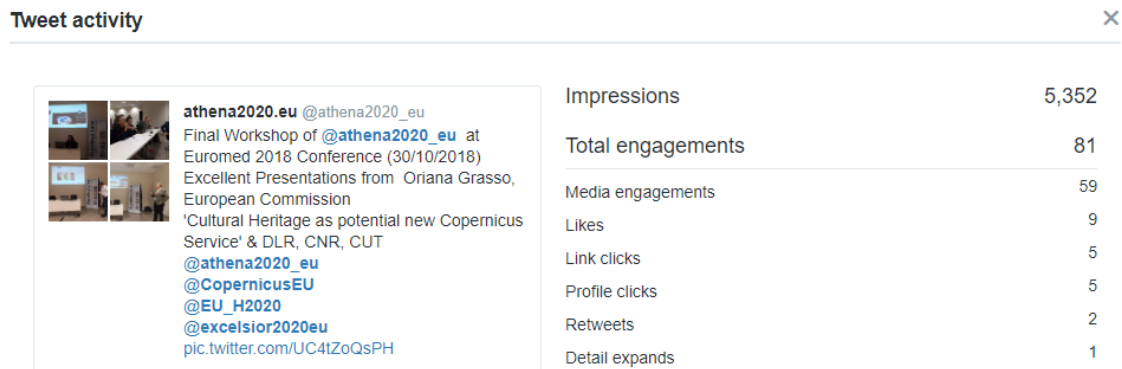 Tweet activity
athena2020.eu @athena2020_eu
Final Workshop of @athena2020_eu at
Euromed 2018 Conference (30/10/2018)
Excellent Presentations from Oriana Grasso,
European Commission
'Cultural Heritage as potential new Copernicus
Service' & DLR, CNR, CUT
@athena2020_eu
@CopernicusEU
@EU_H2020
@excelsior2020eu
pic.twitter.com/UC4tZoQsPH
Impressions 5,352
Total engagements 81
Media engagements 59
Likes 9
Link clicks 5
Profile clicks 5
Retweets 2
Detail expands 1